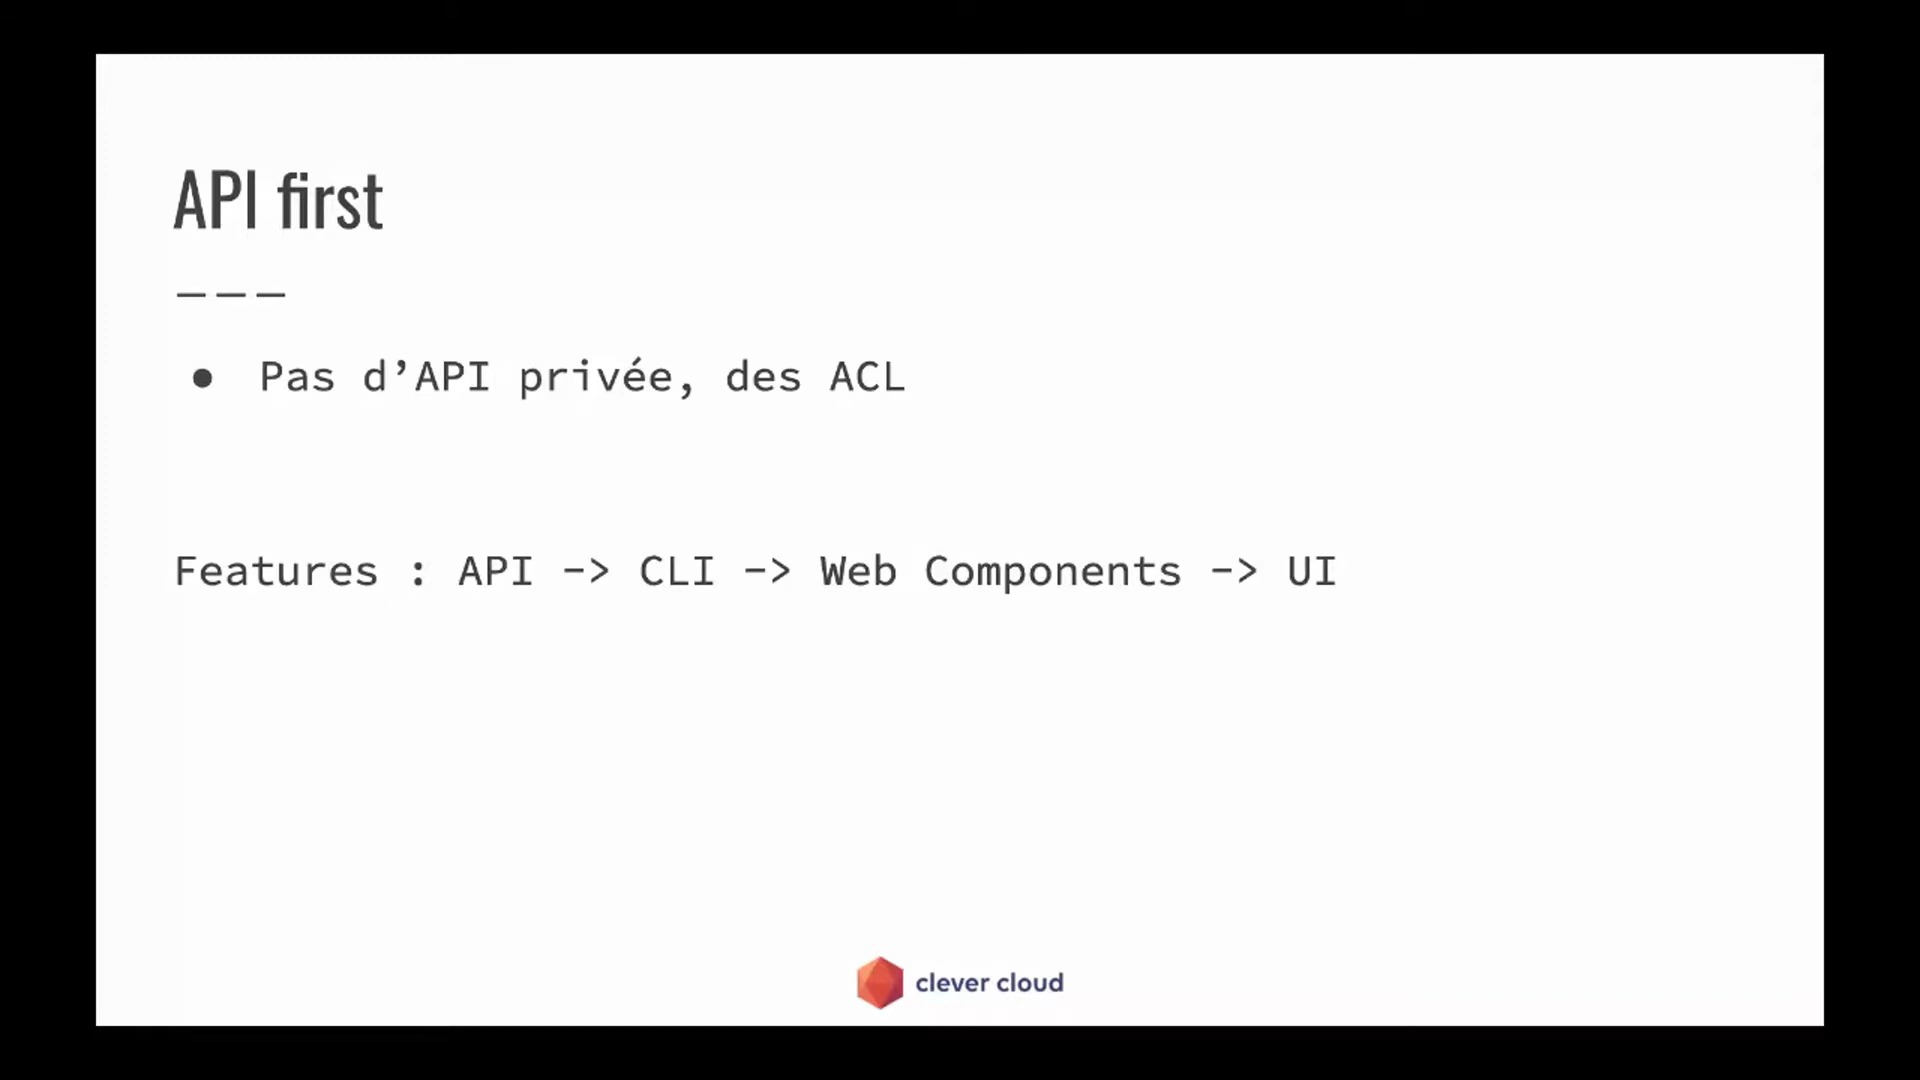 API first
———
● Pas d’API privée, des ACL
Features : API -> CLI -> Web Components -> UI
clever cloud